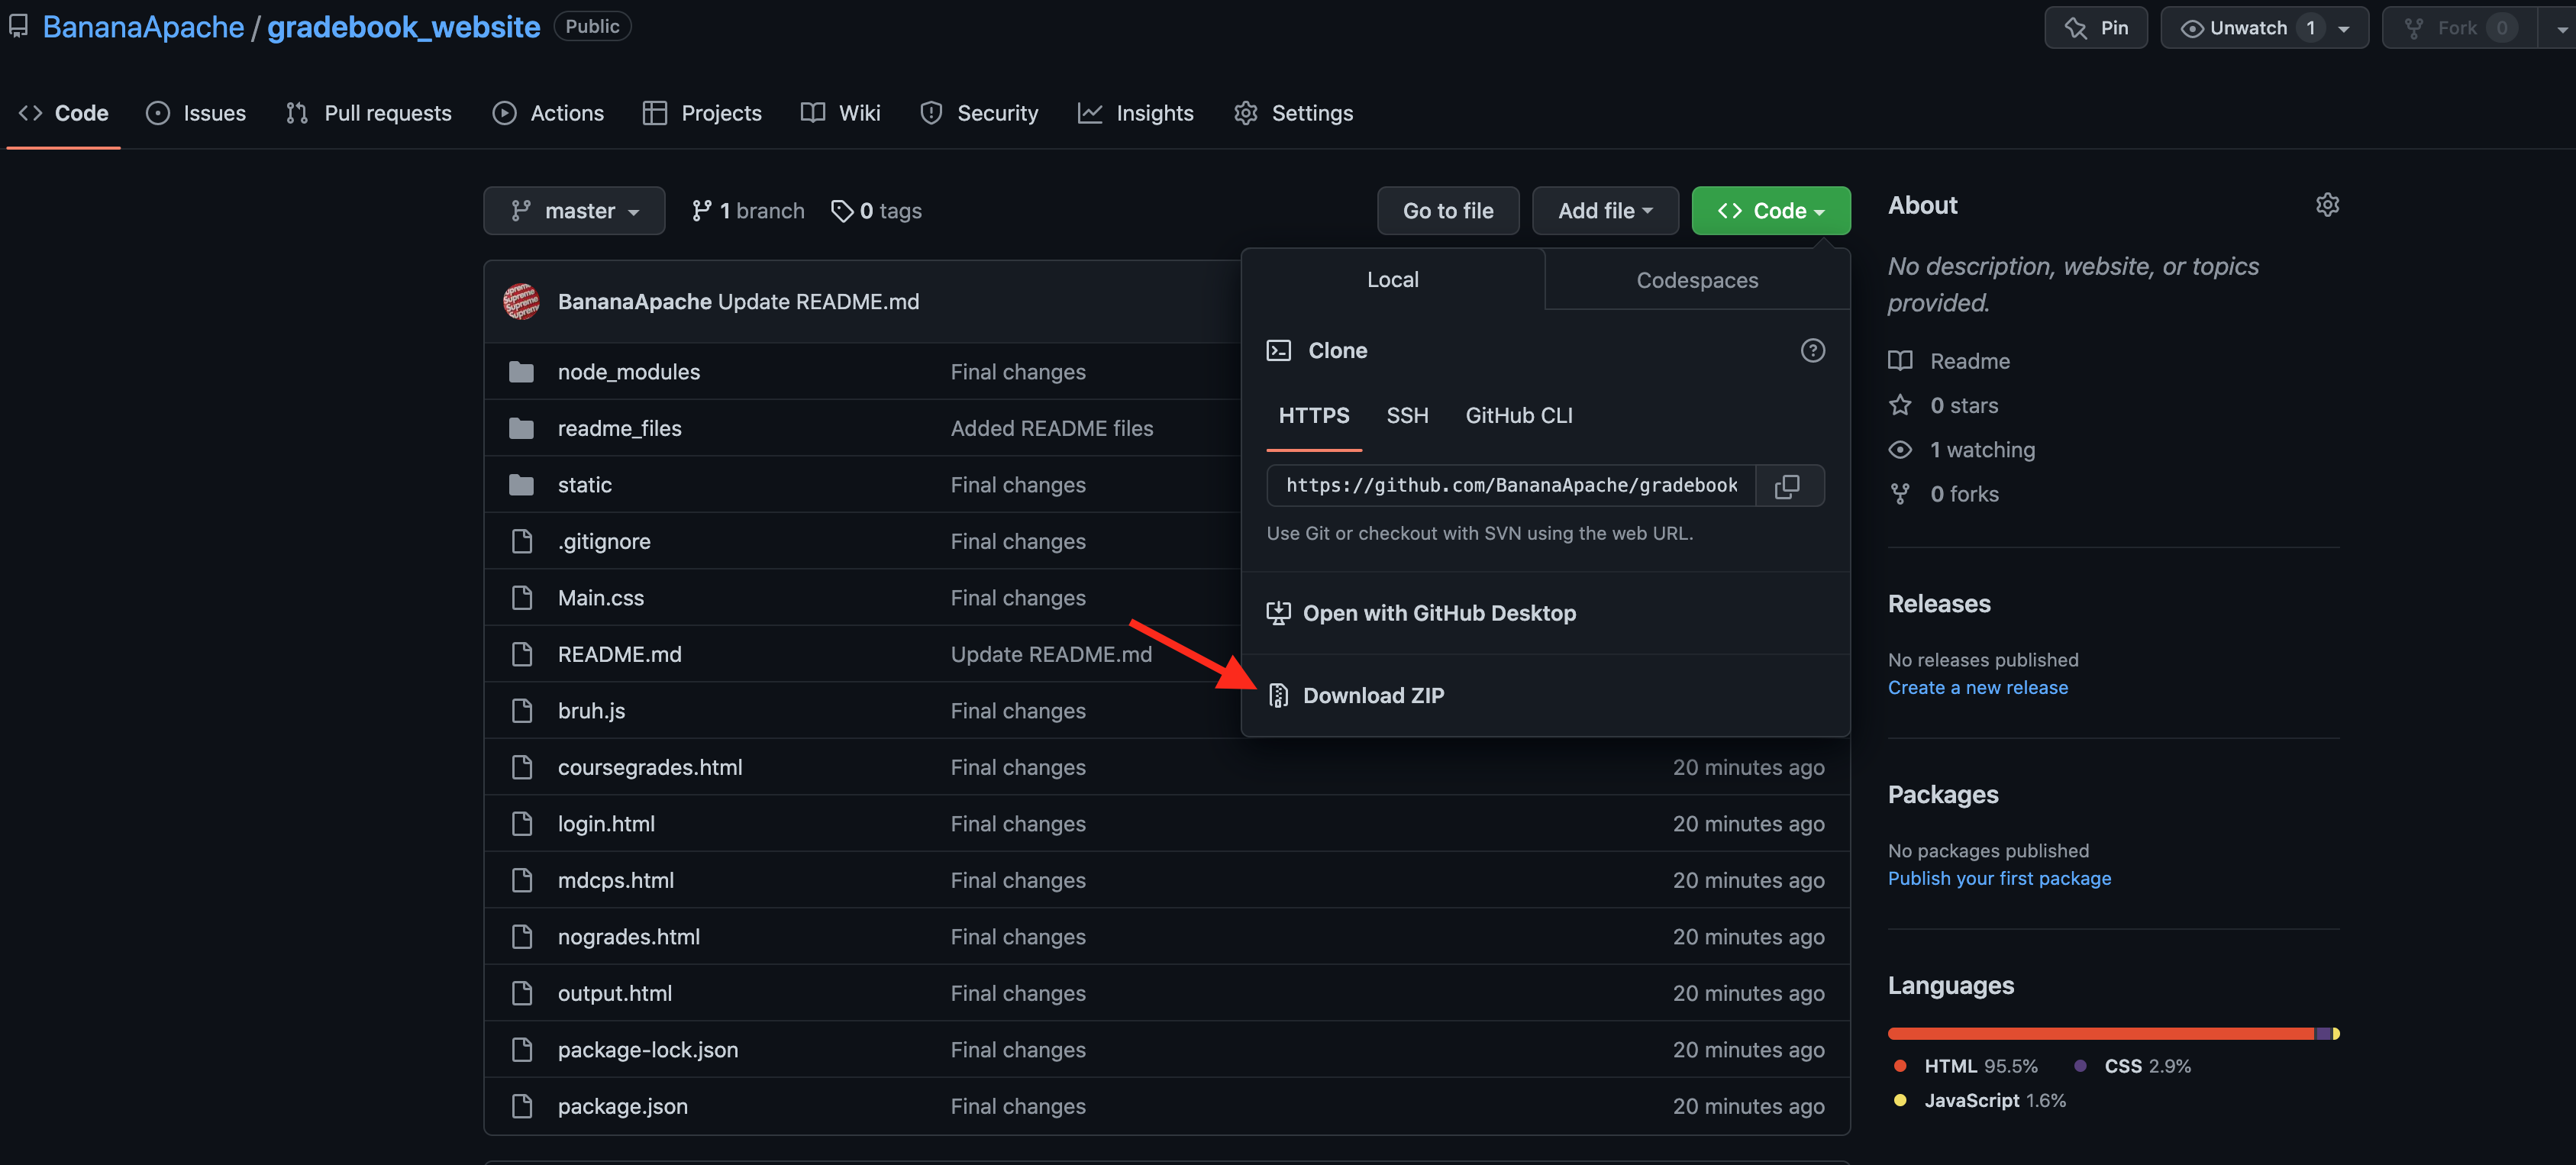 BananaApache / gradebook_website Public
Pin
Unwatch 1
Fork 0
Code
Issues
Pull requests
Actions
Projects
Wiki
Security
Insights
Settings
master
1 branch
0 tags
Go to file
Add file
Code
BananaApache Update README.md
node_modules Final changes
readme_files Added README files
static Final changes
.gitignore Final changes
Main.css Final changes
README.md Update README.md
bruh.js Final changes
coursegrades.html Final changes 20 minutes ago
login.html Final changes 20 minutes ago
mdcps.html Final changes 20 minutes ago
nogrades.html Final changes 20 minutes ago
output.html Final changes 20 minutes ago
package-lock.json Final changes 20 minutes ago
package.json Final changes 20 minutes ago
Local
Codespaces
Clone
HTTPS
SSH
GitHub CLI
https://github.com/BananaApache/gradebook
Use Git or checkout with SVN using the web URL.
Open with GitHub Desktop
Download ZIP
About
No description, website, or topics
provided.
Readme
0 stars
1 watching
0 forks
Releases
No releases published
Create a new release
Packages
No packages published
Publish your first package
Languages
HTML 95.5%
CSS 2.9%
JavaScript 1.6%